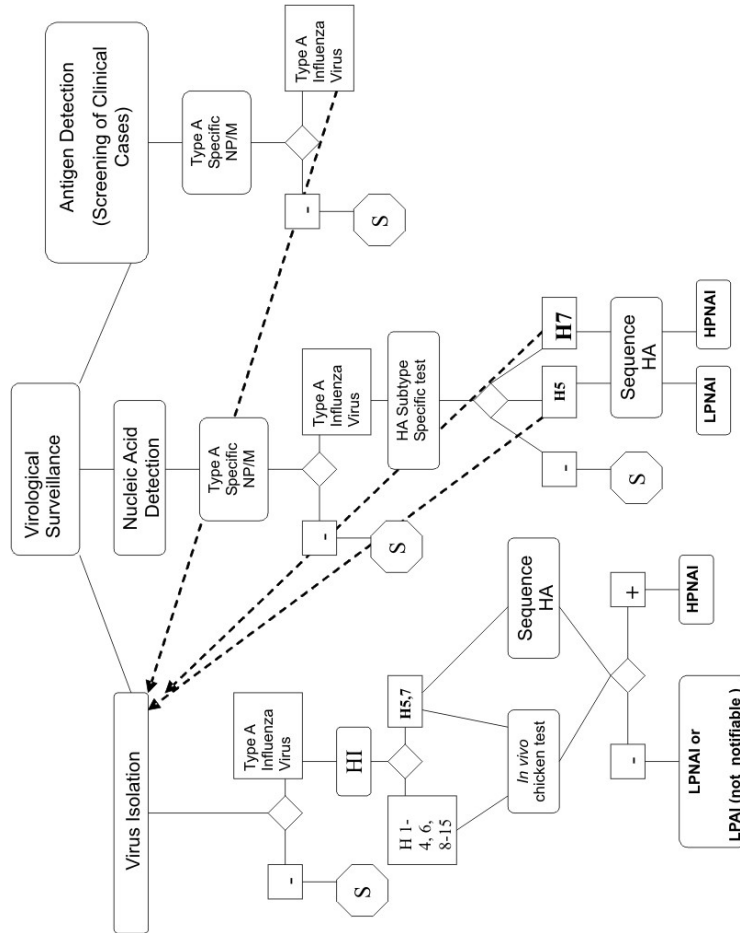 Virological
Surveillance
Virus Isolation
Nucleic Acid
Detection
Antigen Detection
(Screening of Clinical
Cases)
-
S
Type A
Influenza
Virus
HI
H 1-
4, 6,
8-15
H5,7
In vivo
chicken test
Sequence
HA
-
+
LPNAI or
LPAI (not notifiable )
HPNAI
Type A
Specific
NP/M
-
S
Type A
Influenza
Virus
HA Subtype
Specific test
-
S
H5
H7
Sequence
HA
LPNAI
HPNAI
Type A
Specific
NP/M
-
S
Type A
Influenza
Virus